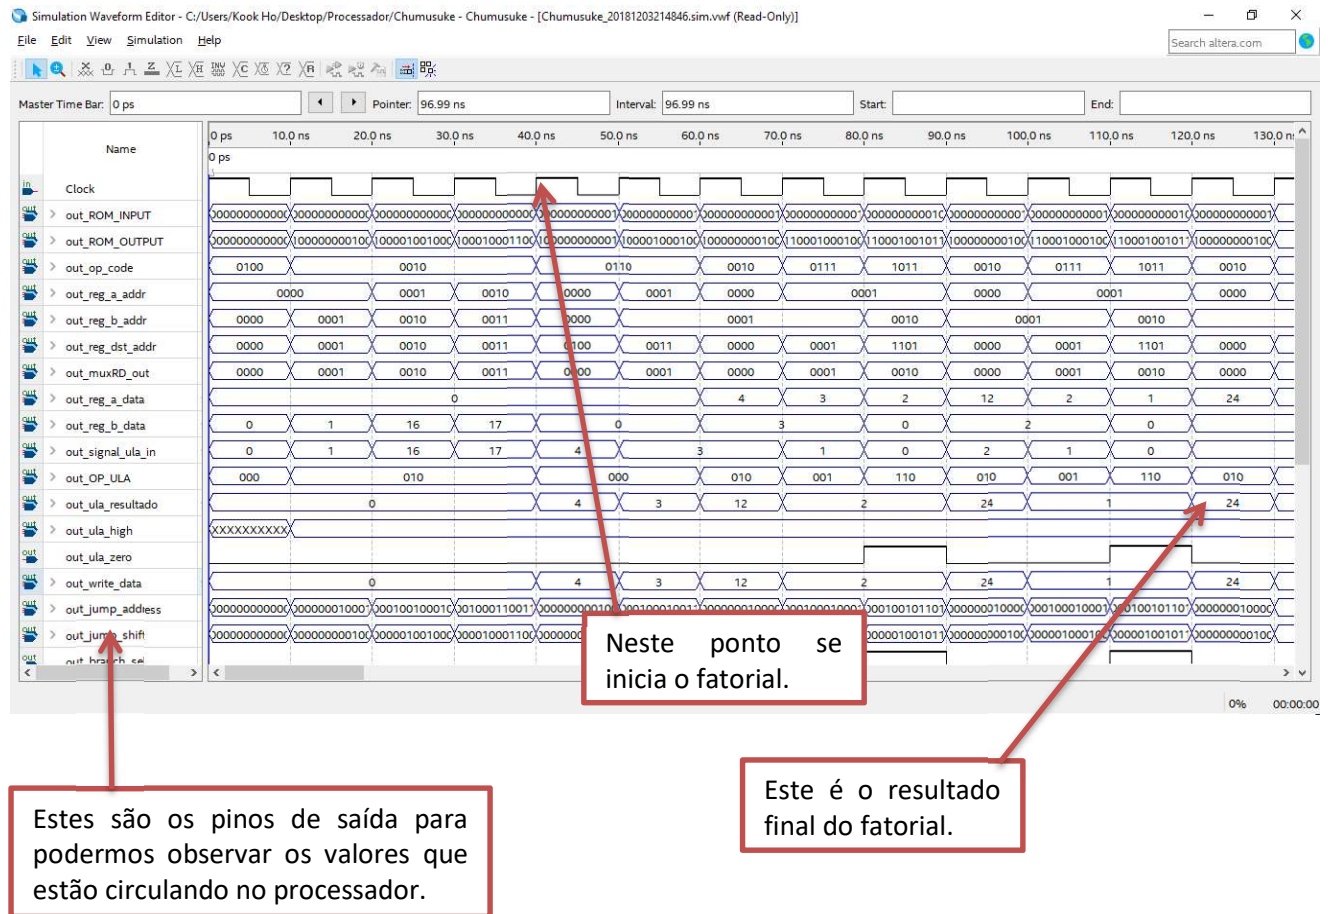 Simulation Waveform Editor - C:/Users/Kook Ho/Desktop/Processador/Chumusuke - Chumusuke - [Chumusuke_20181203214846.sim.vwf (Read-Only)]
File Edit View Simulation Help
Search altera.com
Master Time Bar: 0 ps Pointer: 96.99 ns Interval: 96.99 ns Start: End:
Name 0 ps 10.0 ns 20.0 ns 30.0 ns 40.0 ns 50.0 ns 60.0 ns 70.0 ns 80.0 ns 90.0 ns 100.0 ns 110.0 ns 120.0 ns 130.0 ns
0 ps
Clock
out_ROM_INPUT
out_ROM_OUTPUT
out_op_code 0100 0010 0110 0010 0111 1011 0010 0111 1011 0010
out_reg_a_addr 0000 0001 0010 0000 0001 0000 0001 0000 0001 0000
out_reg_b_addr 0000 0001 0010 0011 0000 0001 0010 0001 0010
out_reg_dst_addr 0000 0001 0010 0011 0100 0011 0000 0001 1101 0000 0001 1101 0000
out_muxRD_out 0000 0001 0010 0011 0000 0001 0000 0001 0010 0000 0001 0010 0000
out_reg_a_data 0 4 3 2 12 2 1 24
out_reg_b_data 0 1 16 17 0 3 0 2 0
out_signal_ula_in 0 1 16 17 4 3 1 0 2 1 0
out_OP_ULA 000 010 000 010 001 110 010 001 110 010
out_ula_resultado 0 4 3 12 2 24 1 24
out_ula_high XXXXXXXXXX
out_ula_zero
out_write_data 0 4 3 12 2 24 1 24
out_jump_address
out_jump_shift
out_branch_sel
0% 00:00:00
Neste ponto se
inicia o fatorial.
Este é o resultado
final do fatorial.
Estes são os pinos de saída para
podermos observar os valores que
estão circulando no processador.